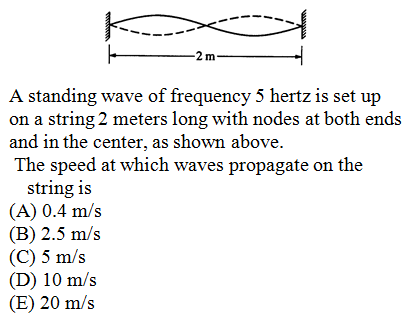 2 m
A standing wave of frequency 5 hertz is set up
on a string 2 meters long with nodes at both ends
and in the center, as shown above.
The speed at which waves propagate on the
string is
(A) 0.4 m/s
(B) 2.5 m/s
(C) 5 m/s
(D) 10 m/s
(E) 20 m/s